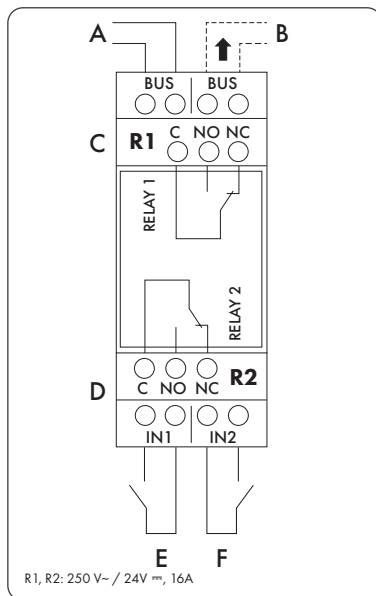 A B
BUS BUS
C R1 C NO NC
RELAY 1
RELAY 2
D C NO NC R2
IN1 IN2
E F
R1, R2: 250 V~ / 24V ⎓, 16A